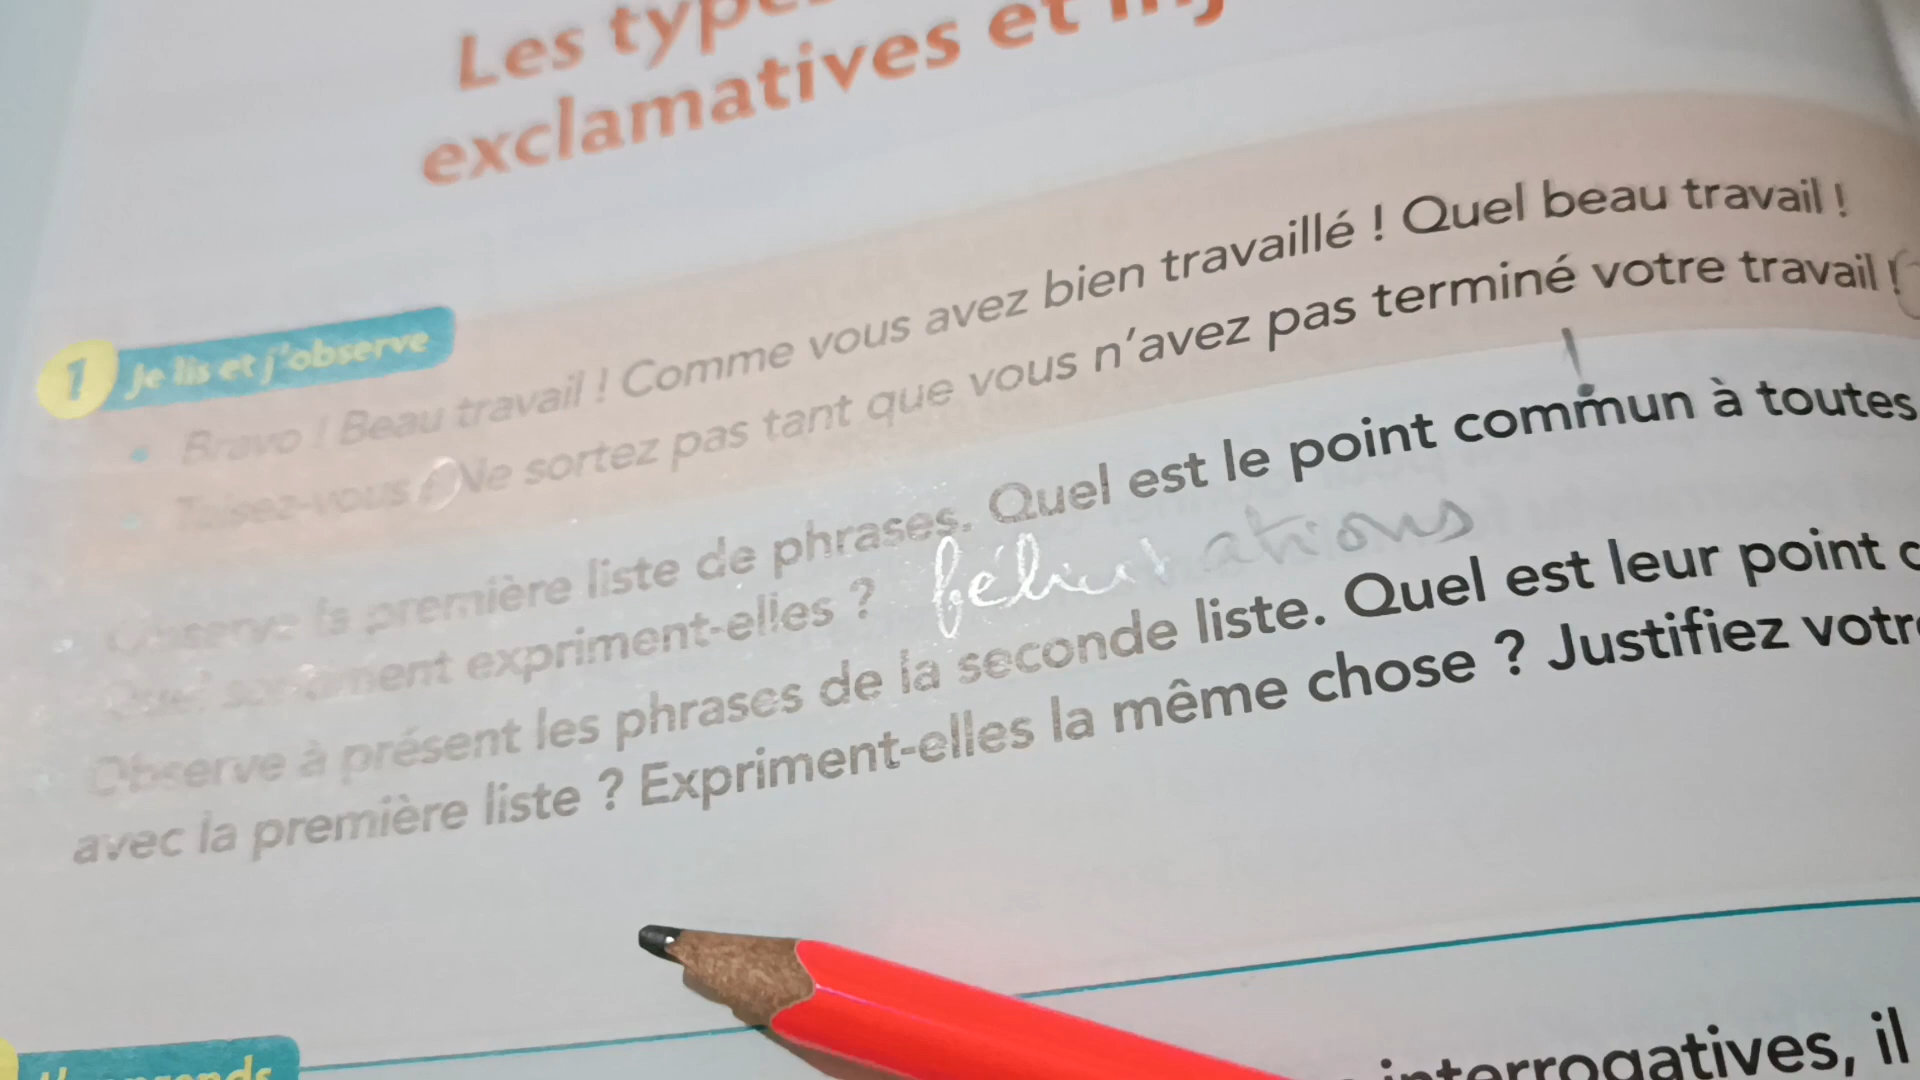 Les
exclamatives et
1 Je lis et j'observe
• Bravo ! Beau travail ! Comme vous avez bien travaillé ! Quel beau travail !
• Taisez-vous ! Ne sortez pas tant que vous n'avez pas terminé votre travail !
!
Observe la première liste de phrases. Quel est le point commun à toutes
Quel sentiment expriment-elles ? félicitations
Observe à présent les phrases de la seconde liste. Quel est leur point
avec la première liste ? Expriment-elles la même chose ? Justifiez
interrogatives, il